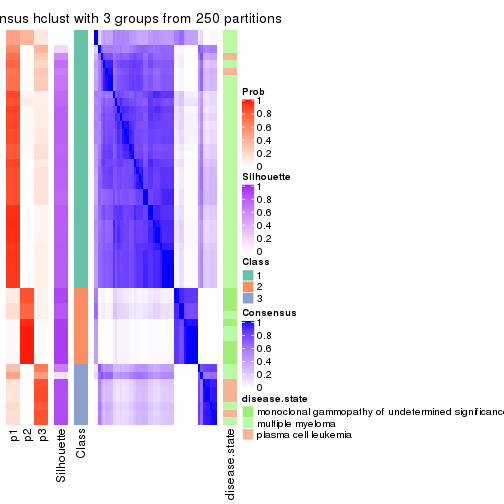 nsus hclust with 3 groups from 250 partitions
Prob
1
0.8
0.6
0.4
0.2
0
Silhouette
1
0.8
0.6
0.4
0.2
0
Class
1
2
3
Consensus
1
0.8
0.6
0.4
0.2
0
disease.state
monoclonal gammopathy of undetermined significance
multiple myeloma
plasma cell leukemia
p1
p2
p3
Silhouette
Class
disease.state